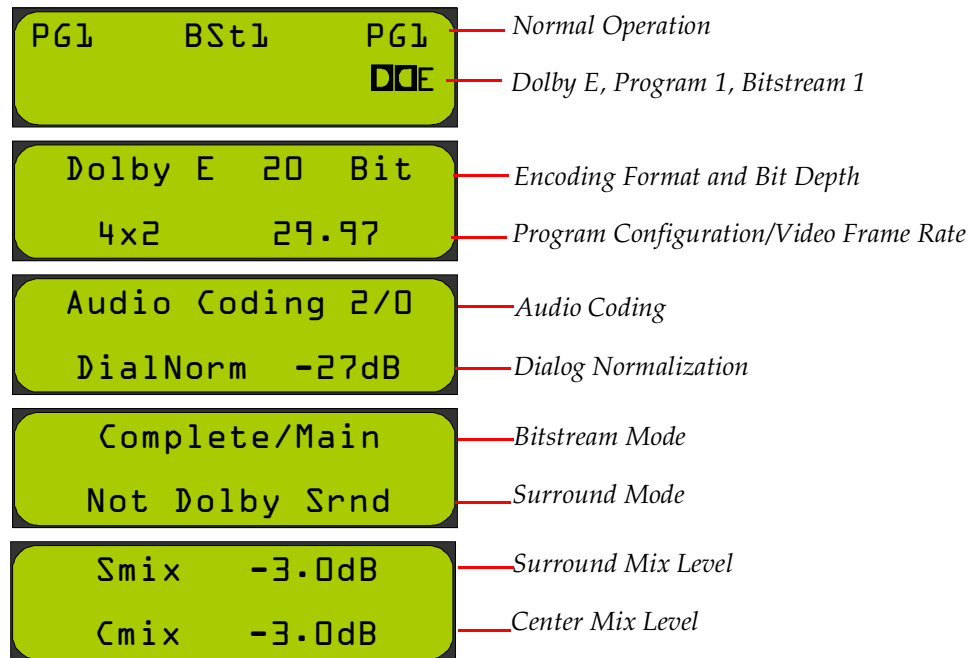 PG1 BSt1 PG1 Normal Operation
DDE Dolby E, Program 1, Bitstream 1
Dolby E 20 Bit Encoding Format and Bit Depth
4x2 29.97 Program Configuration/Video Frame Rate
Audio Coding 2/0 Audio Coding
DialNorm -27dB Dialog Normalization
Complete/Main Bitstream Mode
Not Dolby Srnd Surround Mode
Smix -3.0dB Surround Mix Level
Cmix -3.0dB Center Mix Level